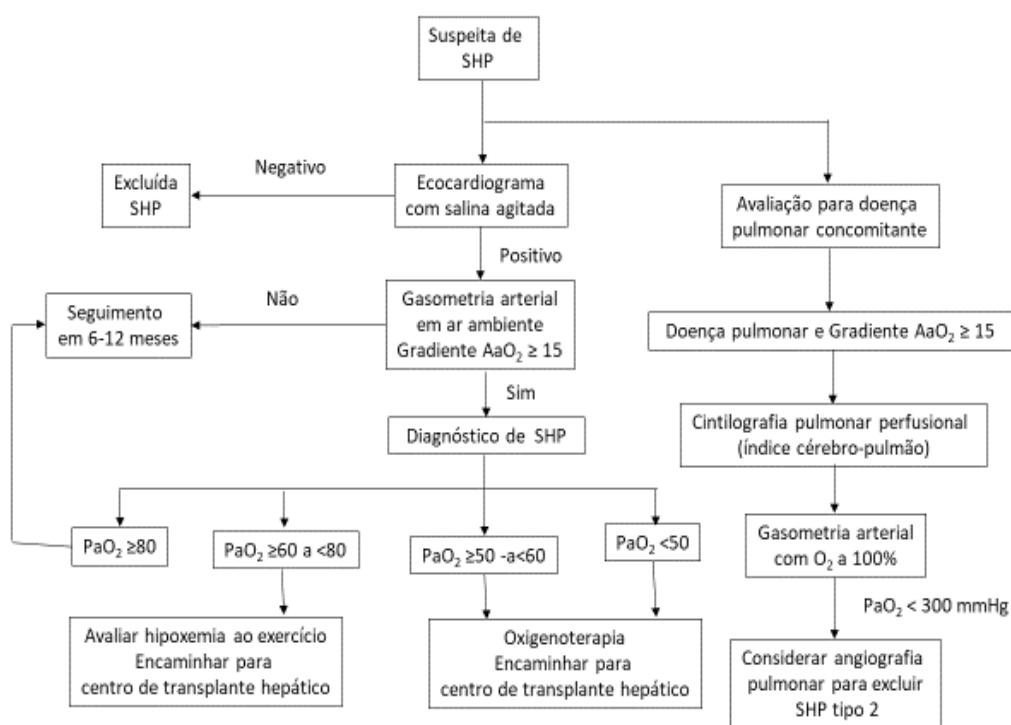 Suspeita de
SHP
Negativo
Excluída
SHP
Ecocardiograma
com salina agitada
Avaliação para doença
pulmonar concomitante
Positivo
Não
Seguimento
em 6-12 meses
Gasometria arterial
em ar ambiente
Gradiente AaO₂ ≥ 15
Doença pulmonar e Gradiente AaO₂ ≥ 15
Sim
Diagnóstico de SHP
Cintilografia pulmonar perfusional
(índice cérebro-pulmão)
PaO₂ ≥80
PaO₂ ≥60 a <80
PaO₂ ≥50 -a<60
PaO₂ <50
Gasometria arterial
com O₂ a 100%
PaO₂ < 300 mmHg
Avaliar hipoxemia ao exercício
Encaminhar para
centro de transplante hepático
Oxigenoterapia
Encaminhar para
centro de transplante hepático
Considerar angiografia
pulmonar para excluir
SHP tipo 2